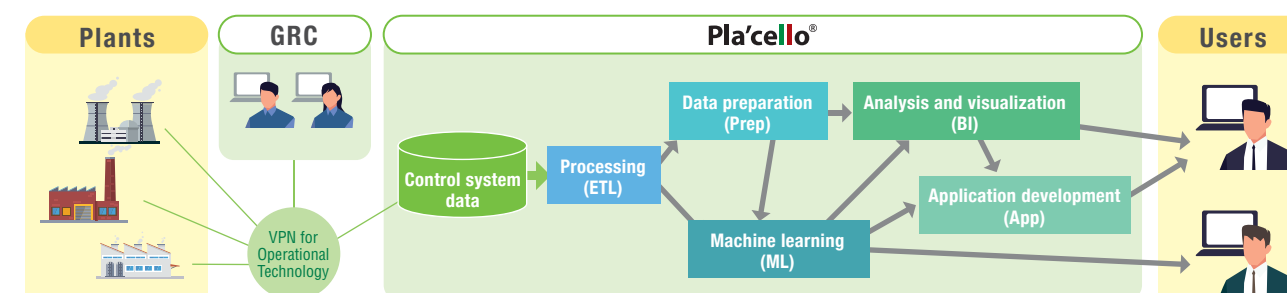 Plants
GRC
Pla'cello®
Users
Data preparation
(Prep)
Analysis and visualization
(BI)
Processing
(ETL)
Control system
data
Application development
(App)
Machine learning
(ML)
VPN for
Operational
Technology